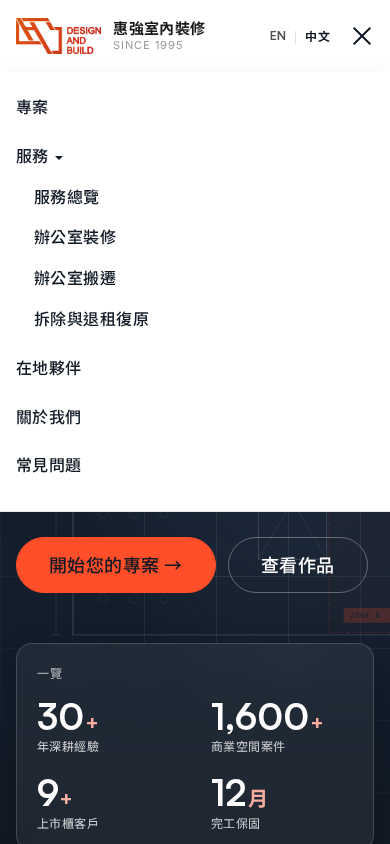 DESIGN
AND
BUILD
惠強室內裝修
SINCE 1995
EN
中文
專案
服務
服務總覽
辦公室裝修
辦公室搬遷
拆除與退租復原
在地夥伴
關於我們
常見問題
開始您的專案 →
查看作品
一覽
30+
1,600+
年深耕經驗
商業空間案件
9+
12月
上市櫃客戶
完工保固